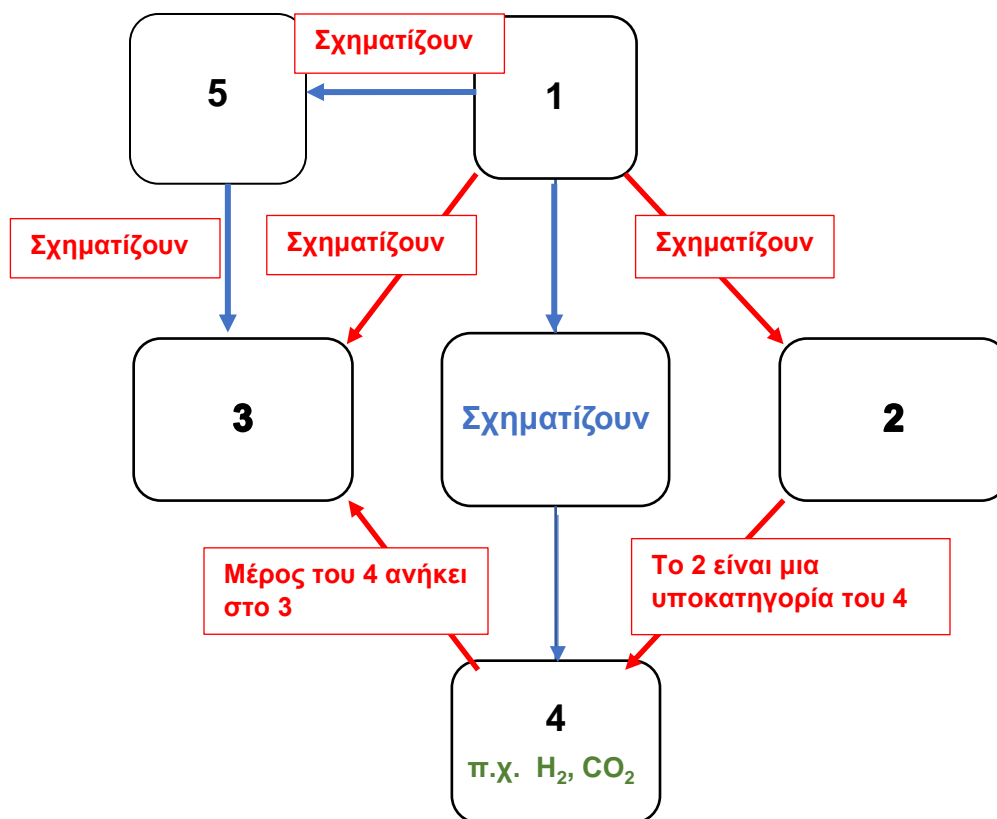 Σχηματίζουν
5
1
Σχηματίζουν
Σχηματίζουν
Σχηματίζουν
3
Σχηματίζουν
2
Μέρος του 4 ανήκει
στο 3
Το 2 είναι μια
υποκατηγορία του 4
4
π.χ. H₂, CO₂